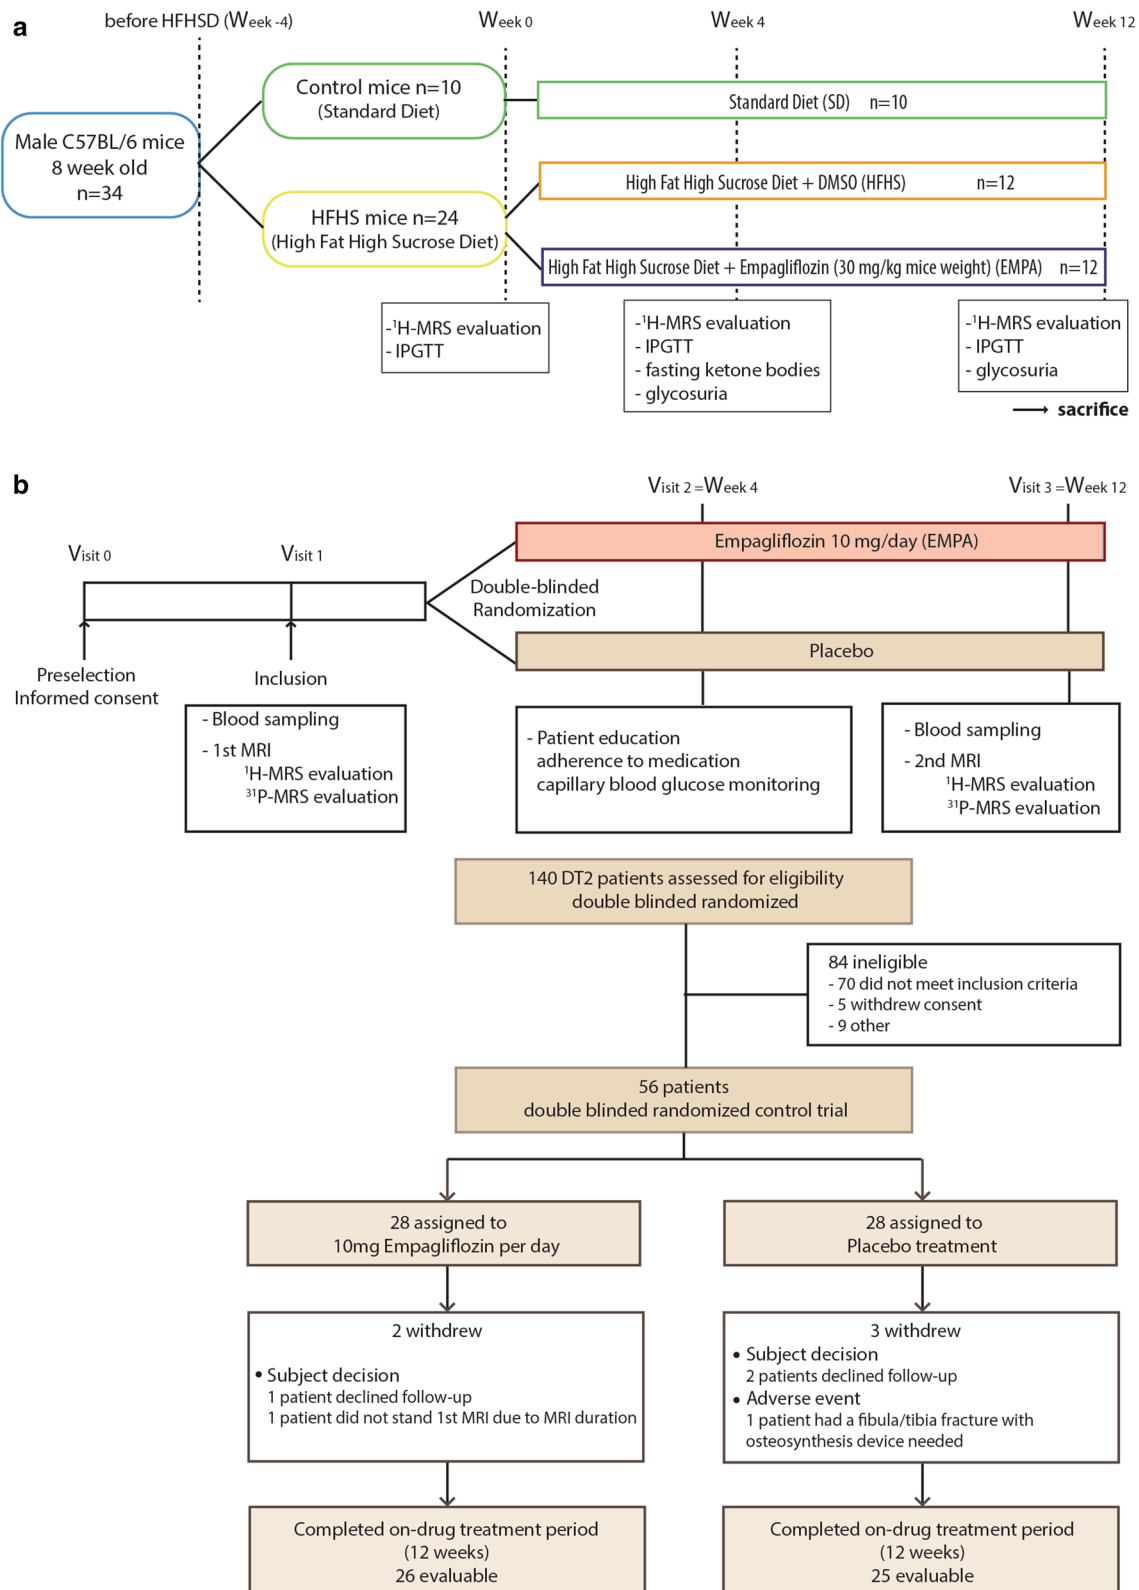 a
before HFHSD (Week -4)
Week 0
Week 4
Week 12
Male C57BL/6 mice
8 week old
n=34
Control mice n=10
(Standard Diet)
HFHS mice n=24
(High Fat High Sucrose Diet)
Standard Diet (SD) n=10
High Fat High Sucrose Diet + DMSO (HFHS) n=12
High Fat High Sucrose Diet + Empagliflozin (30 mg/kg mice weight) (EMPA) n=12
-¹H-MRS evaluation
- IPGTT
-¹H-MRS evaluation
- IPGTT
- fasting ketone bodies
- glycosuria
-¹H-MRS evaluation
- IPGTT
- glycosuria
sacrifice
b
Visit 0
Visit 1
Visit 2 =Week 4
Visit 3 =Week 12
Empagliflozin 10 mg/day (EMPA)
Double-blinded
Randomization
Placebo
Preselection
Informed consent
Inclusion
- Blood sampling
- 1st MRI
¹H-MRS evaluation
³¹P-MRS evaluation
- Patient education
adherence to medication
capillary blood glucose monitoring
- Blood sampling
- 2nd MRI
¹H-MRS evaluation
³¹P-MRS evaluation
140 DT2 patients assessed for eligibility
double blinded randomized
84 ineligible
- 70 did not meet inclusion criteria
- 5 withdrew consent
- 9 other
56 patients
double blinded randomized control trial
28 assigned to
10mg Empagliflozin per day
28 assigned to
Placebo treatment
2 withdrew
• Subject decision
1 patient declined follow-up
1 patient did not stand 1st MRI due to MRI duration
3 withdrew
• Subject decision
2 patients declined follow-up
• Adverse event
1 patient had a fibula/tibia fracture with
osteosynthesis device needed
Completed on-drug treatment period
(12 weeks)
26 evaluable
Completed on-drug treatment period
(12 weeks)
25 evaluable